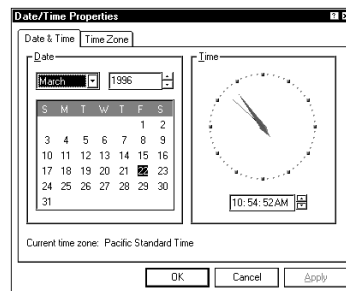 Date/Time Properties
Date & Time
Time Zone
Date
March
1996
S M T W T F S
1 2
3 4 5 6 7 8 9
10 11 12 13 14 15 16
17 18 19 20 21 22 23
24 25 26 27 28 29 30
31
Time
10:54:52AM
Current time zone: Pacific Standard Time
OK
Cancel
Apply